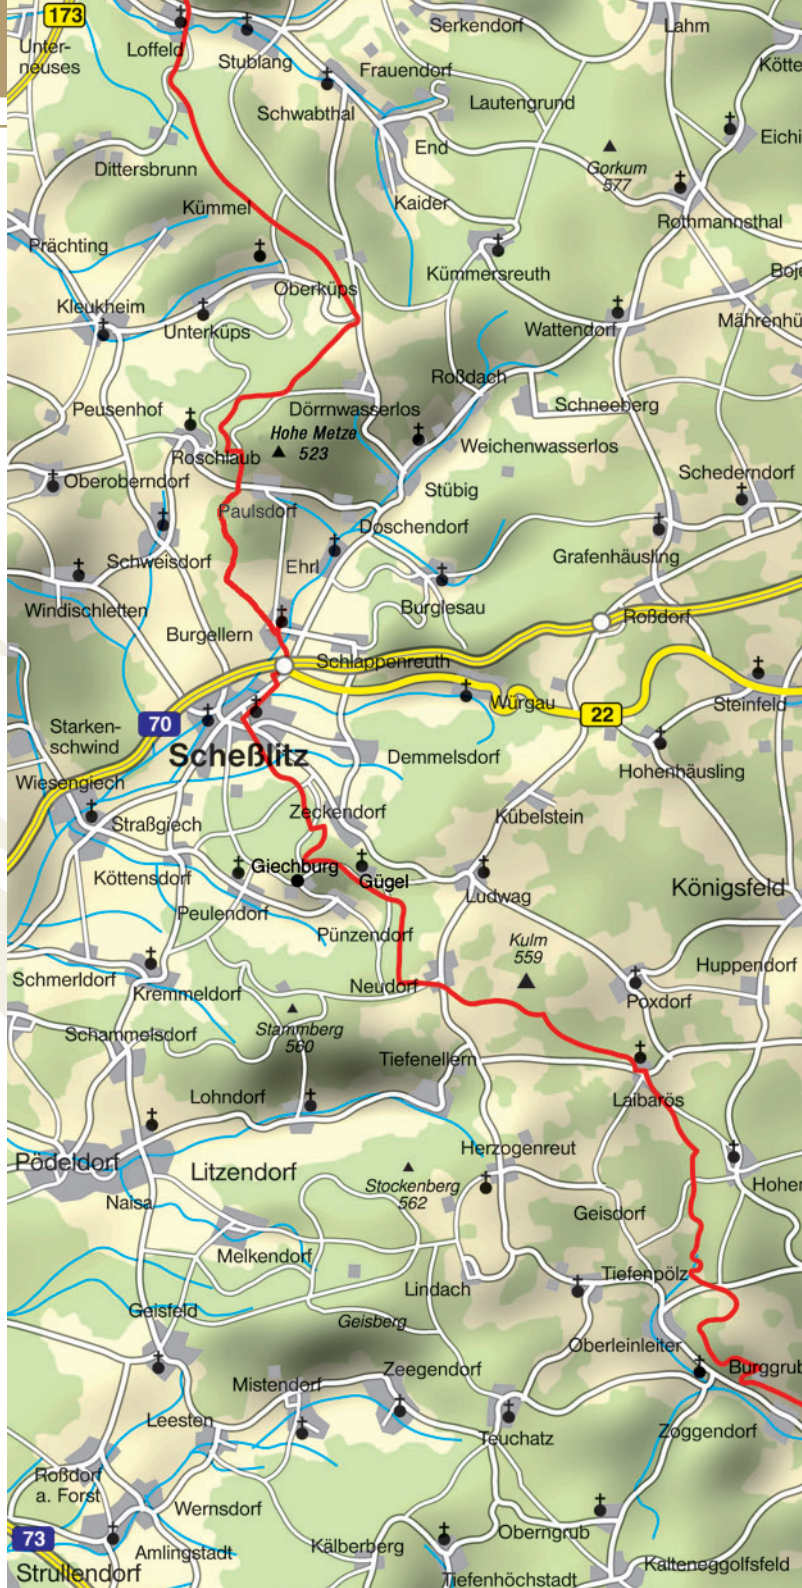 173
Loffeld
Serkendorf
Lahm
Unter-
neuses
Stublang
Frauendorf
Kötte
Schwabthal
Lautengrund
End
Eichi
Dittersbrunn
Gorkum
577
Kümmel
Kaider
Rothmannsthal
Prächting
Kümmersreuth
Oberküps
Kleukheim
Unterküps
Wattendorf
Mährenhü
Roßdach
Peusenhof
Dörrnwasserlos
Schneeberg
Hohe Metze
523
Weichenwasserlos
Roschlaub
Oberoberndorf
Stübig
Schederndorf
Paulsdorf
Doschendorf
Schweisdorf
Ehrl
Grafenhäusling
Windischletten
Burglesau
Roßdorf
Burgellern
Schlappenreuth
Würgau
Steinfeld
70
22
Starken-
schwind
Scheßlitz
Demmelsdorf
Hohenhäusling
Wiesengiech
Straßgiech
Zeckendorf
Kübelstein
Giechburg
Köttensdorf
Gügel
Ludwag
Königsfeld
Peulendorf
Pünzendorf
Kulm
559
Huppendorf
Schmerldorf
Kremmeldorf
Neudorf
Poxdorf
Schammelsdorf
Stammberg
560
Tiefenellern
Lohndorf
Laibarös
Pödeldorf
Litzendorf
Herzogenreut
Stockenberg
562
Hoher
Naisa
Geisdorf
Melkendorf
Lindach
Tiefenpölz
Geisfeld
Geisberg
Oberleinleiter
Burggrub
Mistendorf
Zeegendorf
Leesten
Teuchatz
Zoggendorf
Roßdorf
a. Forst
Wernsdorf
73
Amlingstadt
Kälberberg
Oberngrub
Strullendorf
Tiefenhöchstadt
Kalteneggolfsfeld